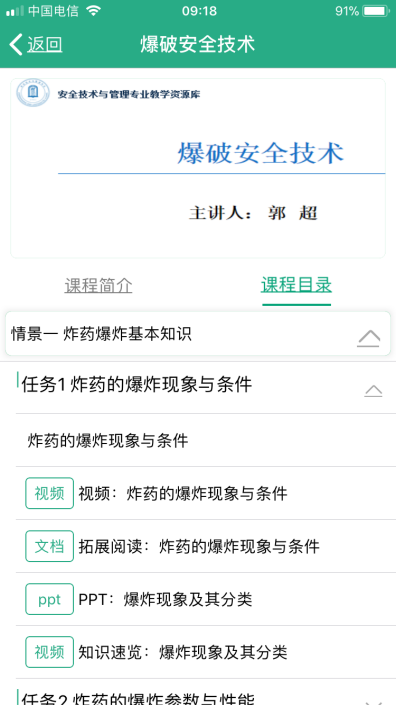 中国电信 09:18 91%
返回 爆破安全技术
安全技术与管理专业教学资源库
爆破安全技术
主讲人：郭 超
课程简介 课程目录
情景一 炸药爆炸基本知识
任务1 炸药的爆炸现象与条件
炸药的爆炸现象与条件
视频 视频：炸药的爆炸现象与条件
文档 拓展阅读：炸药的爆炸现象与条件
ppt PPT：爆炸现象及其分类
视频 知识速览：爆炸现象及其分类
任务2 炸药的爆炸参数与性能